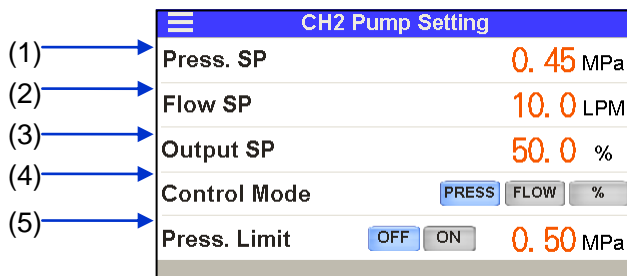 CH2 Pump Setting
(1) Press. SP 0.45 MPa
(2) Flow SP 10.0 LPM
(3) Output SP 50.0 %
(4) Control Mode PRESS FLOW %
(5) Press. Limit OFF ON 0.50 MPa